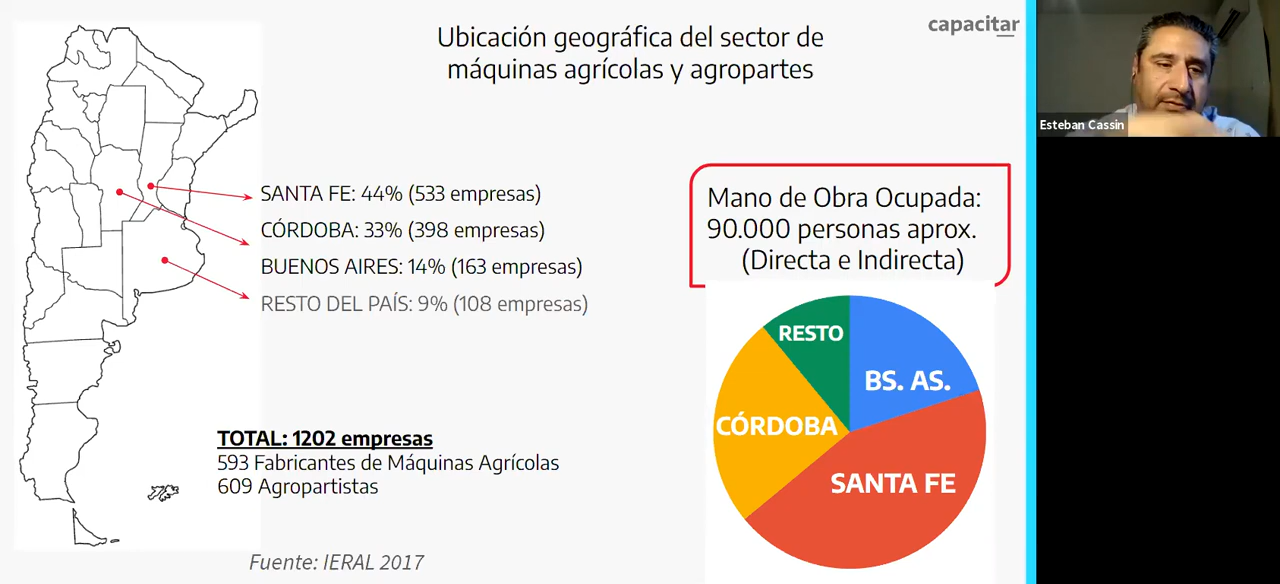 capacitar
Ubicación geográfica del sector de
máquinas agrícolas y agropartes
Esteban Cassin
SANTA FE: 44% (533 empresas)
CÓRDOBA: 33% (398 empresas)
BUENOS AIRES: 14% (163 empresas)
RESTO DEL PAÍS: 9% (108 empresas)
Mano de Obra Ocupada:
90.000 personas aprox.
(Directa e Indirecta)
RESTO
BS. AS.
CÓRDOBA
SANTA FE
TOTAL: 1202 empresas
593 Fabricantes de Máquinas Agrícolas
609 Agropartistas
Fuente: IERAL 2017